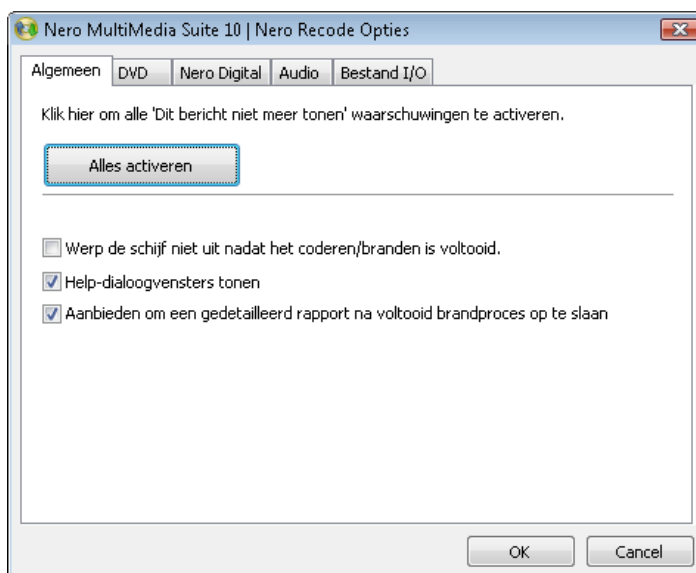 Nero MultiMedia Suite 10 | Nero Recode Opties
Algemeen DVD Nero Digital Audio Bestand I/O
Klik hier om alle 'Dit bericht niet meer tonen' waarschuwingen te activeren.
Alles activeren
Werp de schijf niet uit nadat het coderen/branden is voltooid.
Help-dialoogvensters tonen
Aanbieden om een gedetailleerd rapport na voltooid brandproces op te slaan
OK Cancel